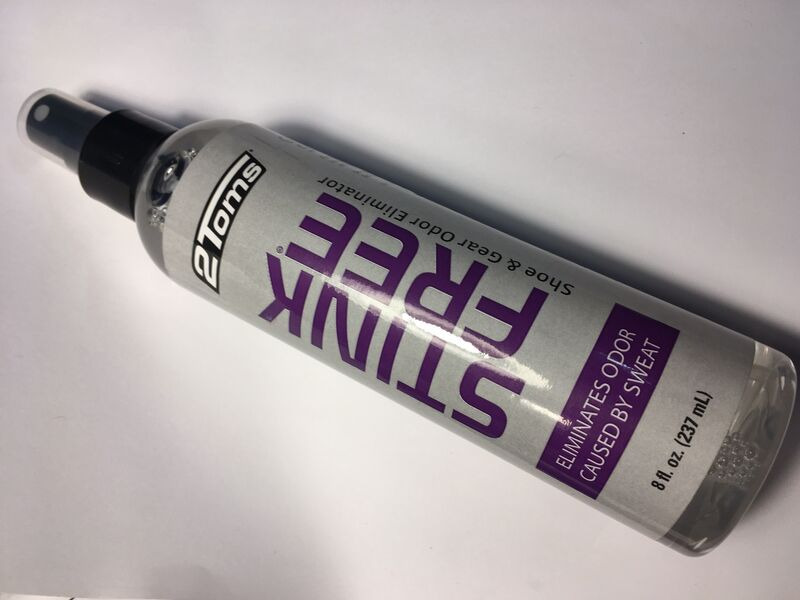 2Toms®
STINK
FREE®
Shoe & Gear Odor Eliminator
ELIMINATES ODOR
CAUSED BY SWEAT
8 fl. oz. (237 mL)